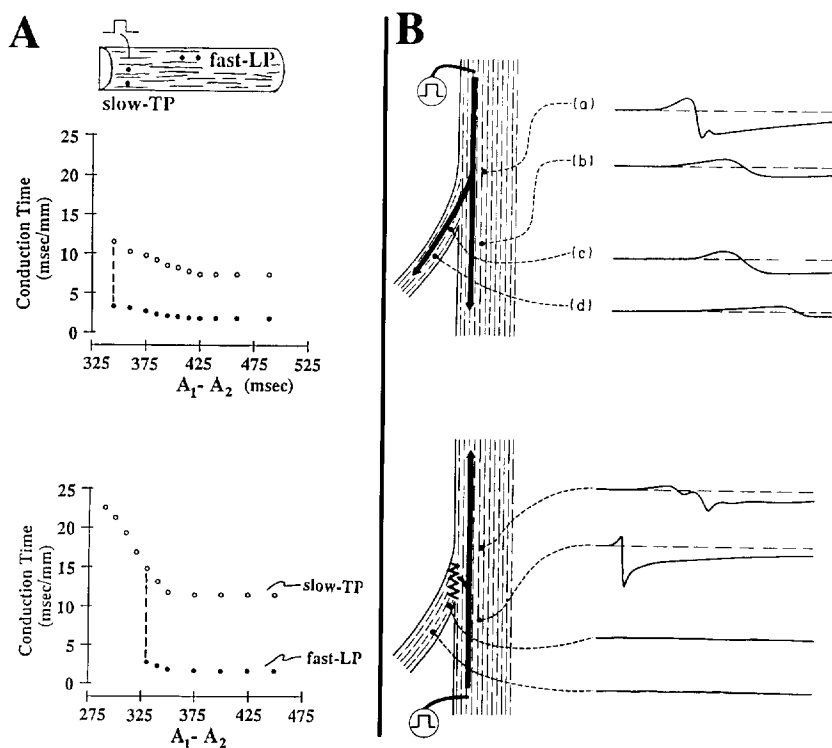 A
fast-LP
slow-TP
25
20
15
10
5
0
Conduction Time
(msec/mm)
325 375 425 475 525
A1- A2 (msec)
25
20
15
10
5
0
Conduction Time
(msec/mm)
slow-TP
fast-LP
275 325 375 425 475
A1- A2
B
(a)
(b)
(c)
(d)